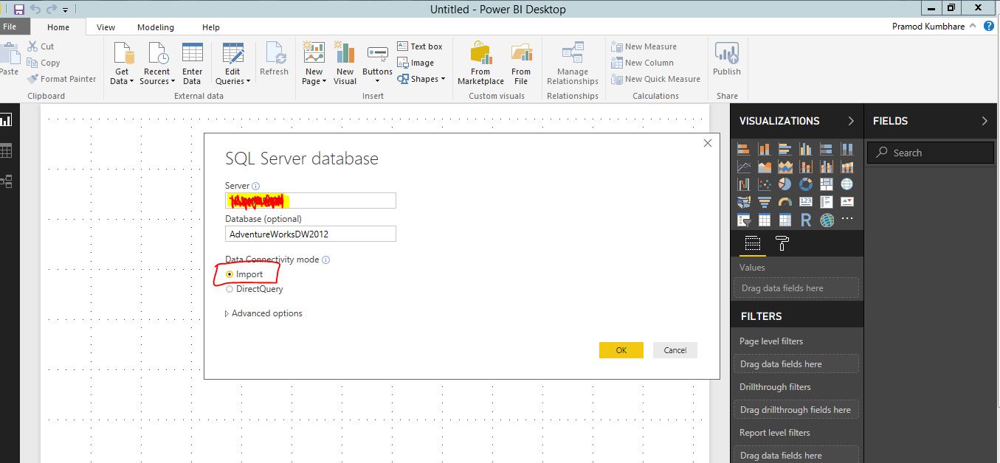 Untitled - Power BI Desktop
File Home View Modeling Help
Pramod Kumbhare
Paste
Cut
Copy
Format Painter
Clipboard
Get Data
Recent Sources
Enter Data
Edit Queries
Refresh
External data
New Page
New Visual
Buttons
Text box
Image
Shapes
Insert
From Marketplace
From File
Custom visuals
Manage Relationships
Relationships
New Measure
New Column
New Quick Measure
Calculations
Publish
Share
SQL Server database
Server
Database (optional)
AdventureWorksDW2012
Data Connectivity mode
Import
DirectQuery
Advanced options
OK Cancel
VISUALIZATIONS
123
R
Values
Drag data fields here
FILTERS
Page level filters
Drag data fields here
Drillthrough filters
Drag drillthrough fields here
Report level filters
Drag data fields here
FIELDS
Search